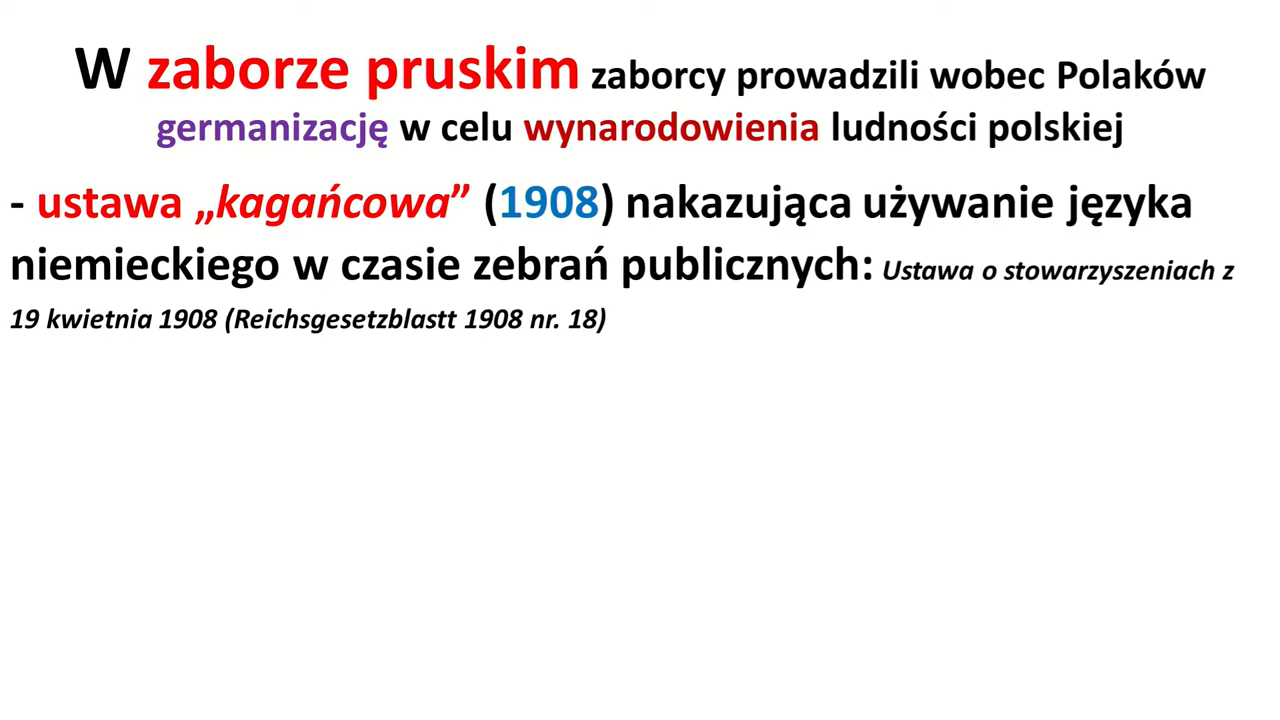 W zaborze pruskim zaborcy prowadzili wobec Polaków
germanizację w celu wynarodowienia ludności polskiej
- ustawa „kagańcowa” (1908) nakazująca używanie języka
niemieckiego w czasie zebrań publicznych: Ustawa o stowarzyszeniach z
19 kwietnia 1908 (Reichsgesetzblastt 1908 nr. 18)